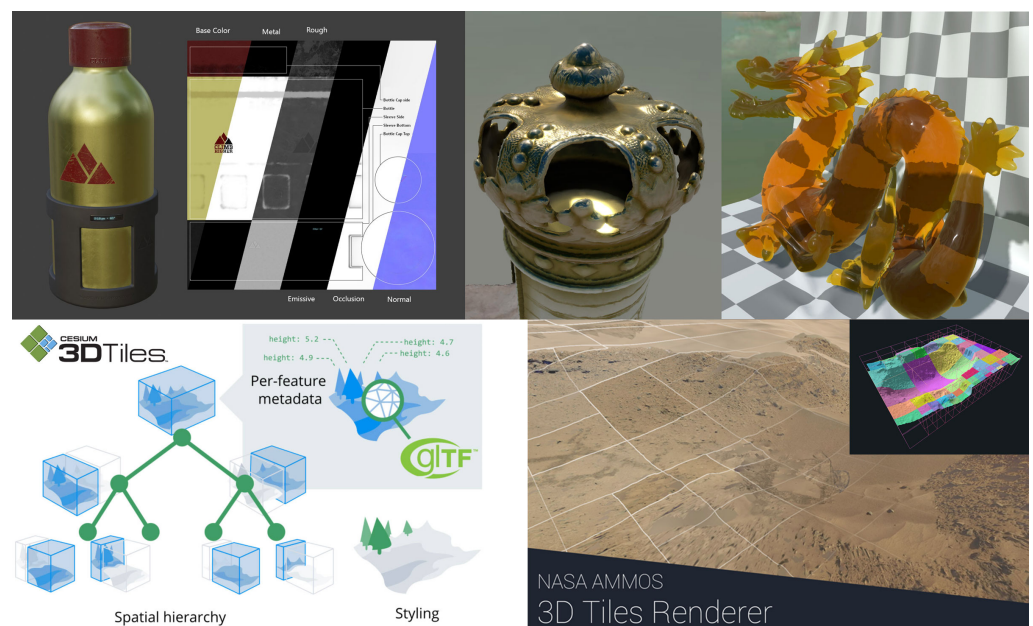 Base Color
Metal
Rough
Bottle Cap side
Bottle
Sleeve Side
Sleeve Bottom
Bottle Cap Top
Emissive
Occlusion
Normal
CESIUM
3DTILES™
height: 5.2
height: 4.7
height: 4.9
height: 4.6
Per-feature
metadata
glTF™
Spatial hierarchy
Styling
NASA AMMOS
3D Tiles Renderer